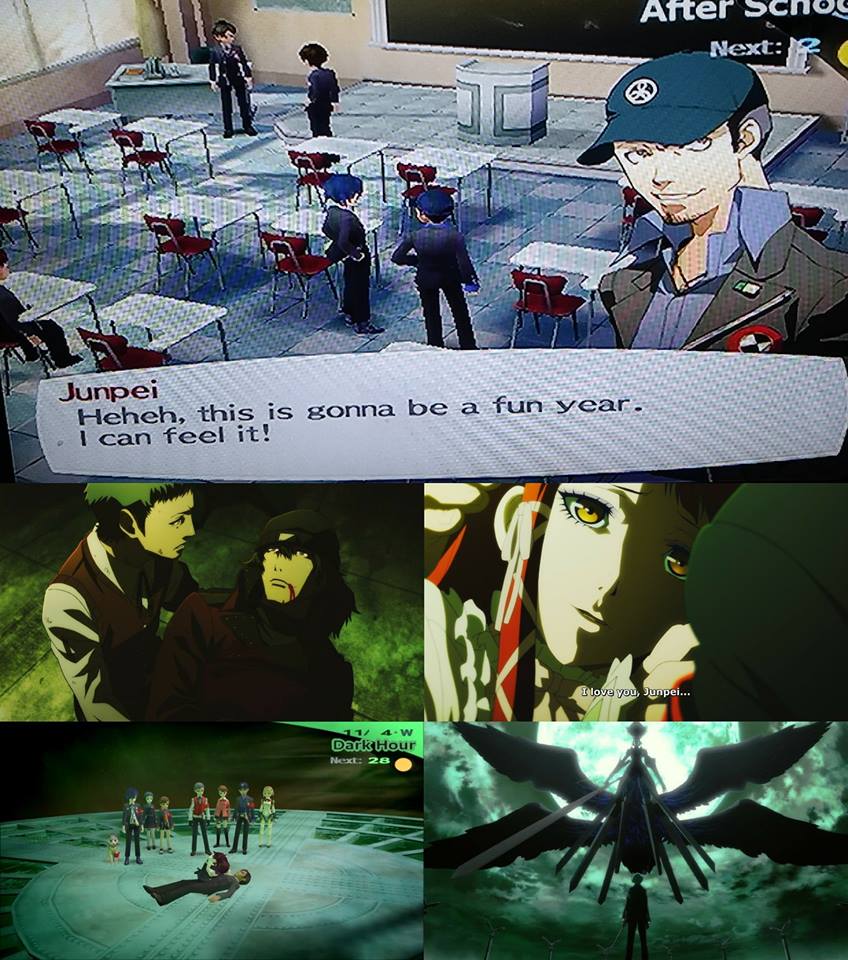 After Schoo
Next: 2
Junpei
Heheh, this is gonna be a fun year.
I can feel it!
I love you, Junpei...
11/ 4·W
Dark Hour
Next: 28